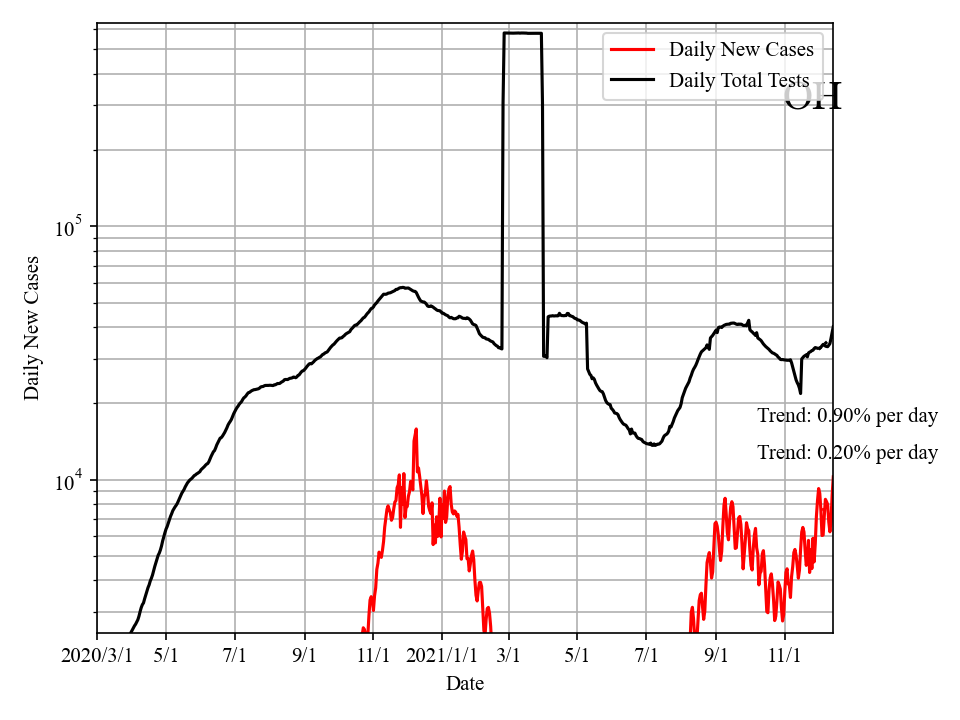 Daily New Cases
Daily Total Tests
OH
10^5
10^4
Daily New Cases
Trend: 0.90% per day
Trend: 0.20% per day
2020/3/1 5/1 7/1 9/1 11/1 2021/1/1 3/1 5/1 7/1 9/1 11/1
Date